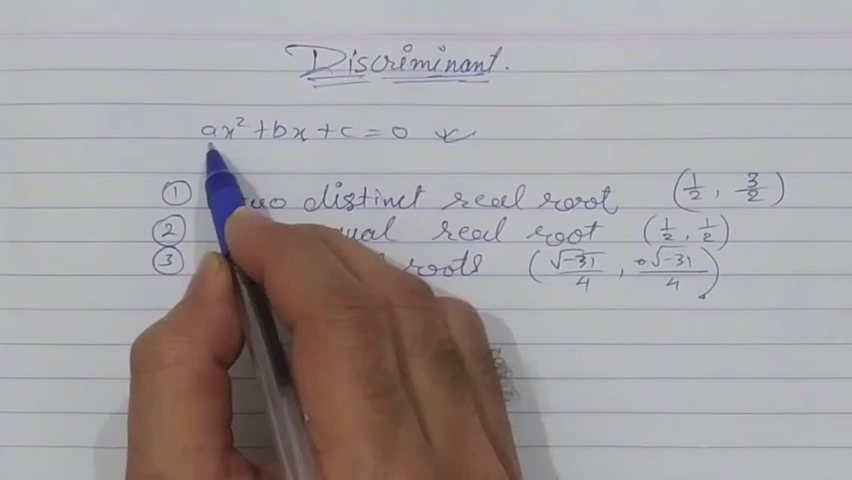 Discriminant.
ax² + bx + c = 0
① distinct real root (1/2, 3/2)
② real root (1/2, 1/2)
③ roots (√-31/4, √-31/4)